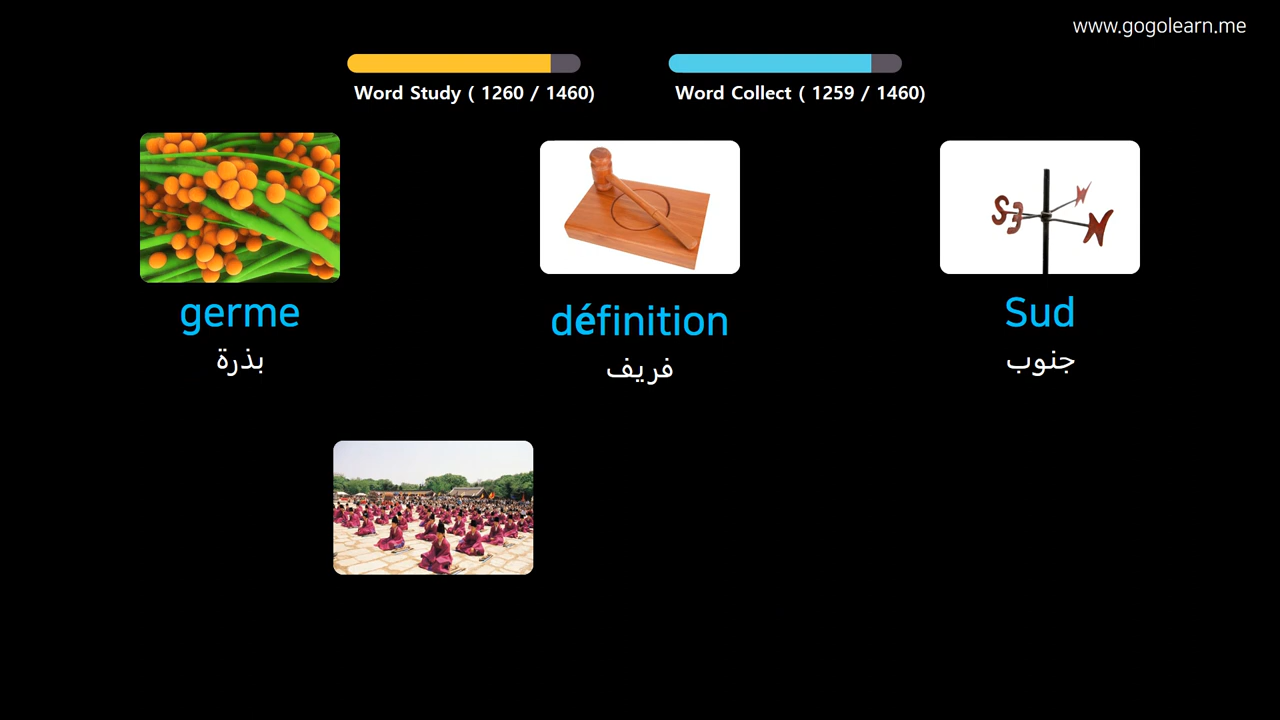 www.gogolearn.me
Word Study ( 1260 / 1460)
Word Collect ( 1259 / 1460)
germe
بذرة
définition
فريف
Sud
جنوب